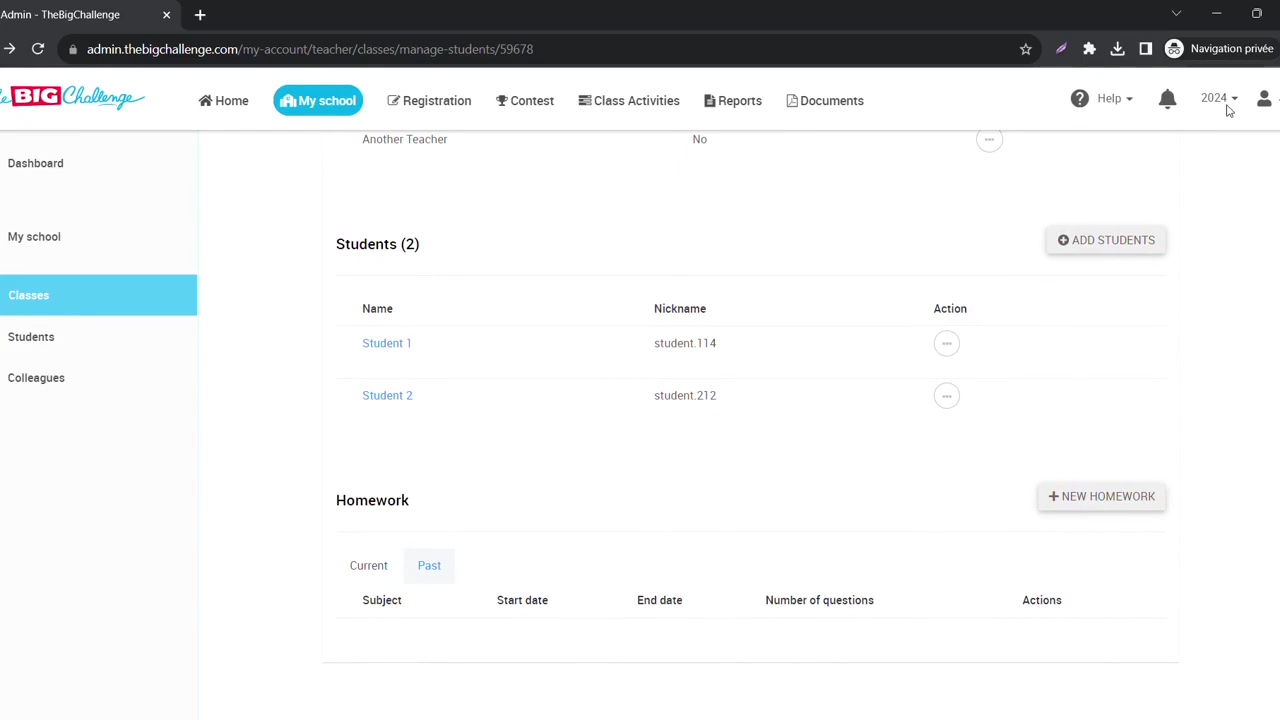 Admin - TheBigChallenge
admin.thebigchallenge.com/my-account/teacher/classes/manage-students/59678
Navigation privée
BIG Challenge
Home
My school
Registration
Contest
Class Activities
Reports
Documents
Help
2024
Dashboard
My school
Classes
Students
Colleagues
Another Teacher No
Students (2)
ADD STUDENTS
Name Nickname Action
Student 1 student.114
Student 2 student.212
Homework
NEW HOMEWORK
Current Past
Subject Start date End date Number of questions Actions